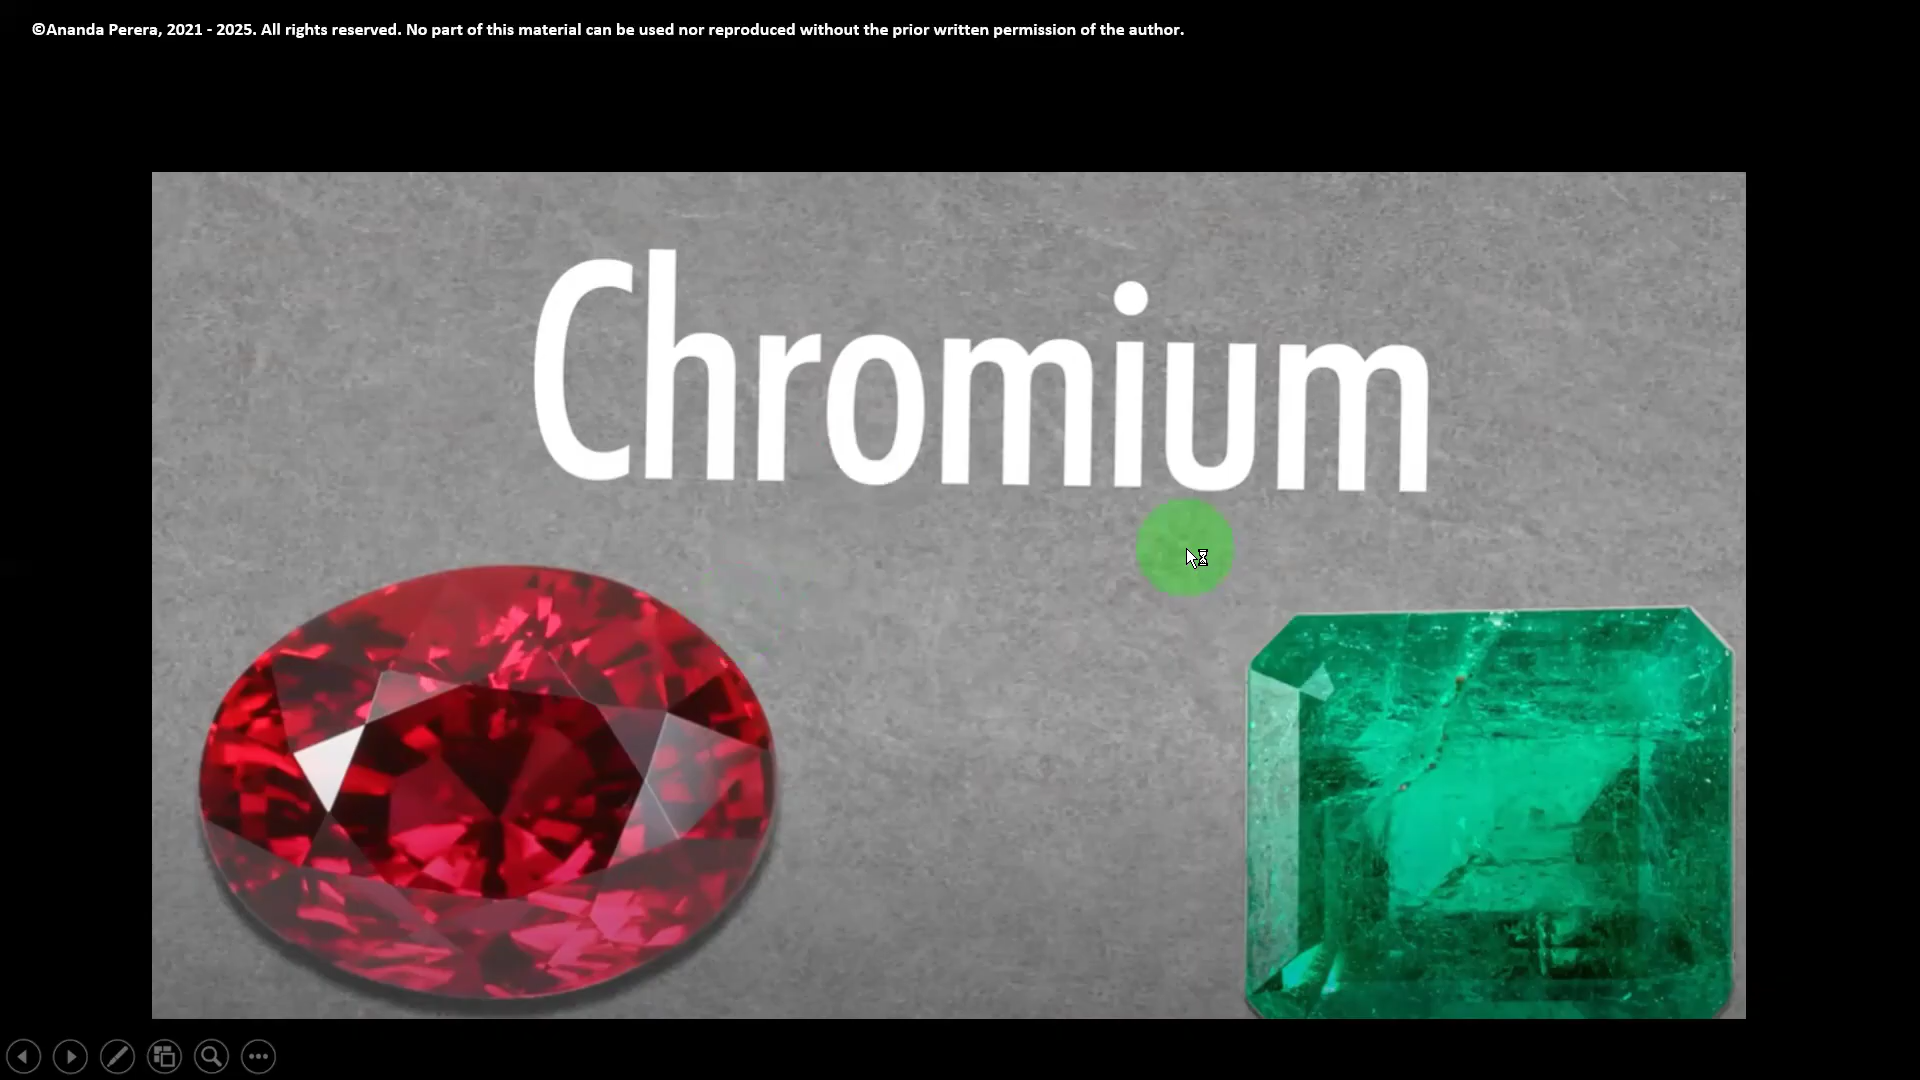 ©Ananda Perera, 2021 - 2025. All rights reserved. No part of this material can be used nor reproduced without the prior written permission of the author.
Chromium